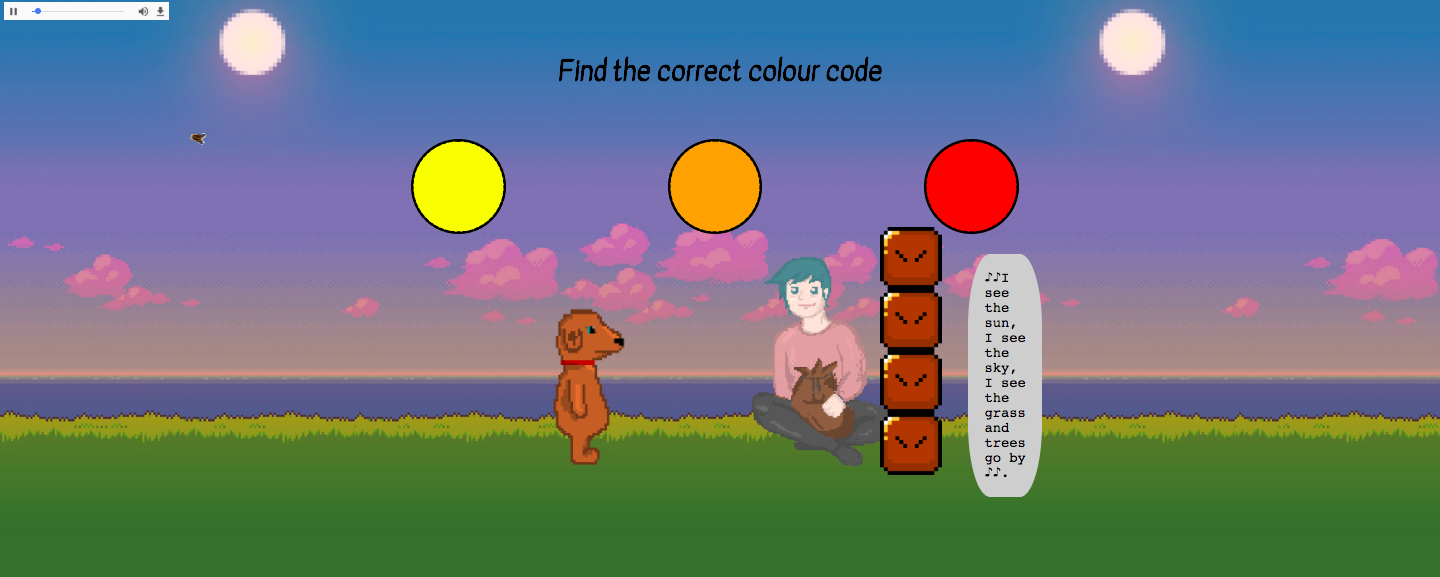 Find the correct colour code
♪♪I
see
the
sun,
I see
the
sky,
I see
the
grass
and
trees
go by
♪♪.